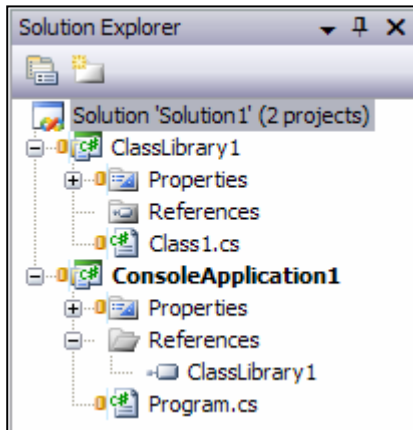 Solution Explorer
Solution 'Solution1' (2 projects)
ClassLibrary1
Properties
References
Class1.cs
ConsoleApplication1
Properties
References
ClassLibrary1
Program.cs